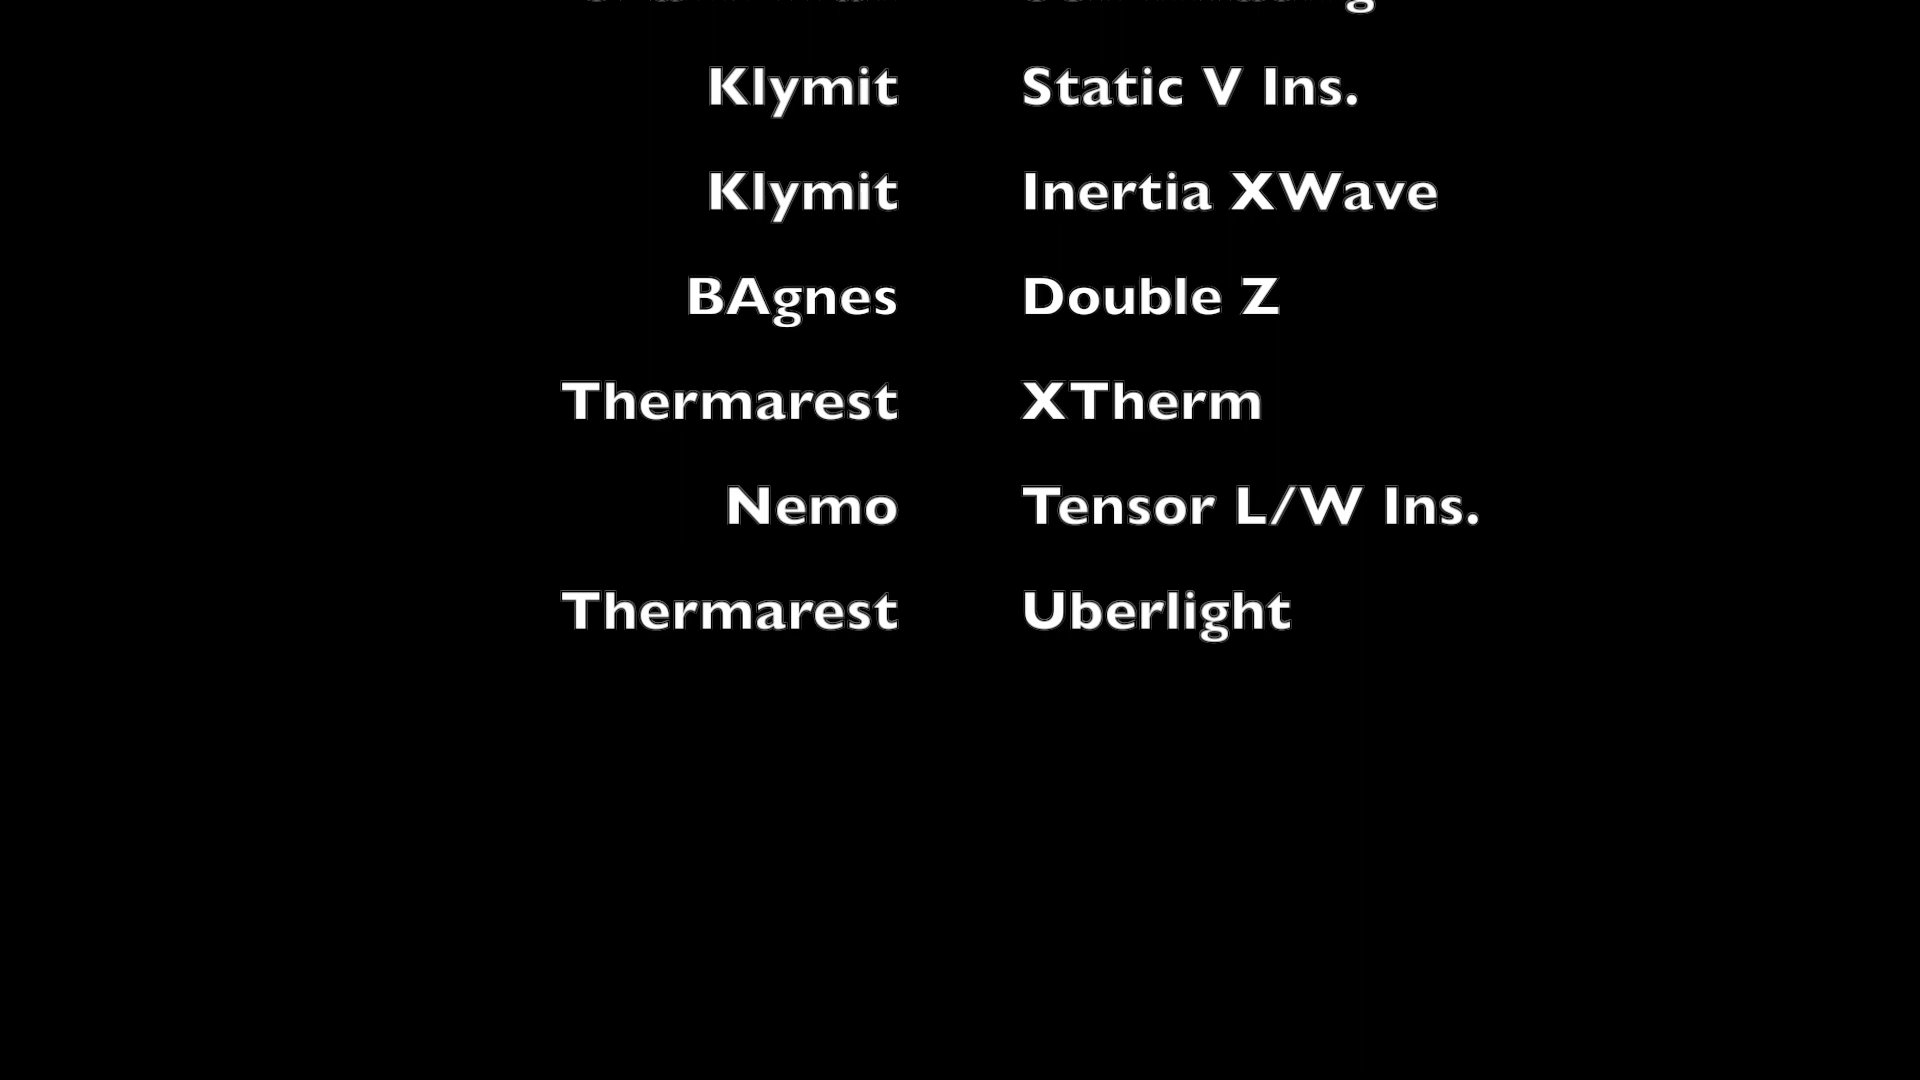 Klymit Static V Ins.
Klymit Inertia XWave
BAgnes Double Z
Thermarest XTherm
Nemo Tensor L/W Ins.
Thermarest Uberlight